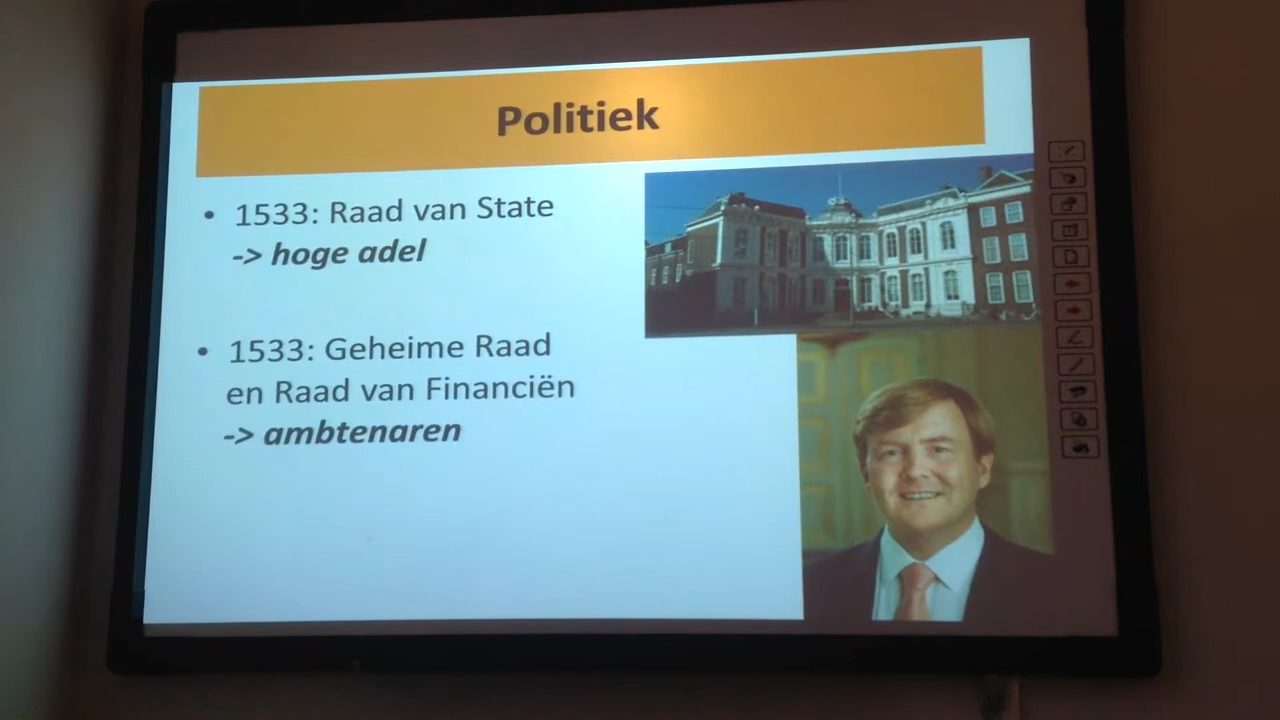 Politiek
• 1533: Raad van State
-> hoge adel
• 1533: Geheime Raad
en Raad van Financiën
-> ambtenaren